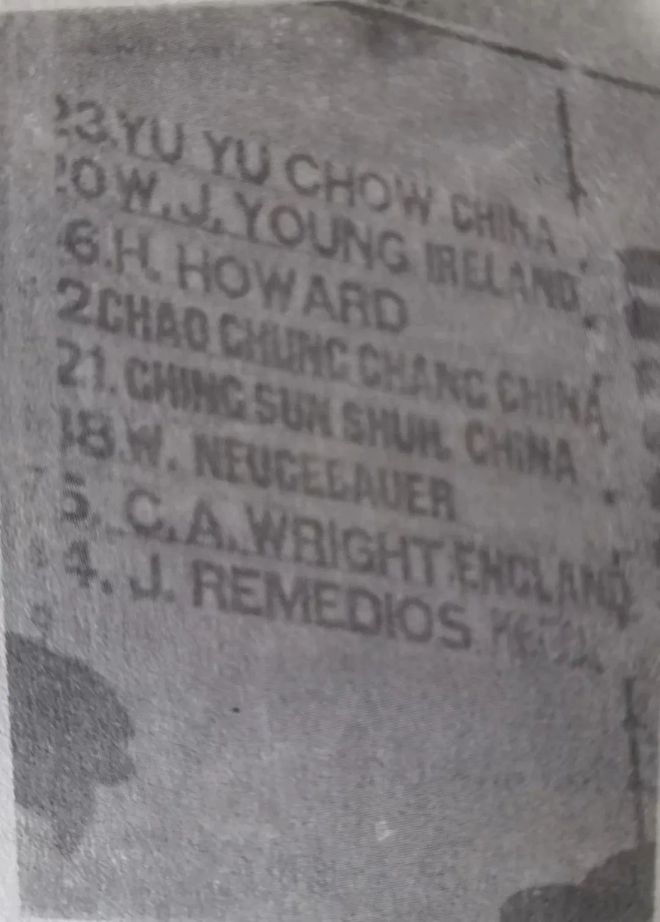 23. YU YU CHOW CHINA
20 W. J. YOUNG IRELAND.
6. H. HOWARD
2. CHAO CHUNG CHANG CHINA
21. CHING SUN SHUH. CHINA
18. W. NEUGEBAUER
5. C. A. WRIGHT. ENGLAND
4. J. REMEDIOS